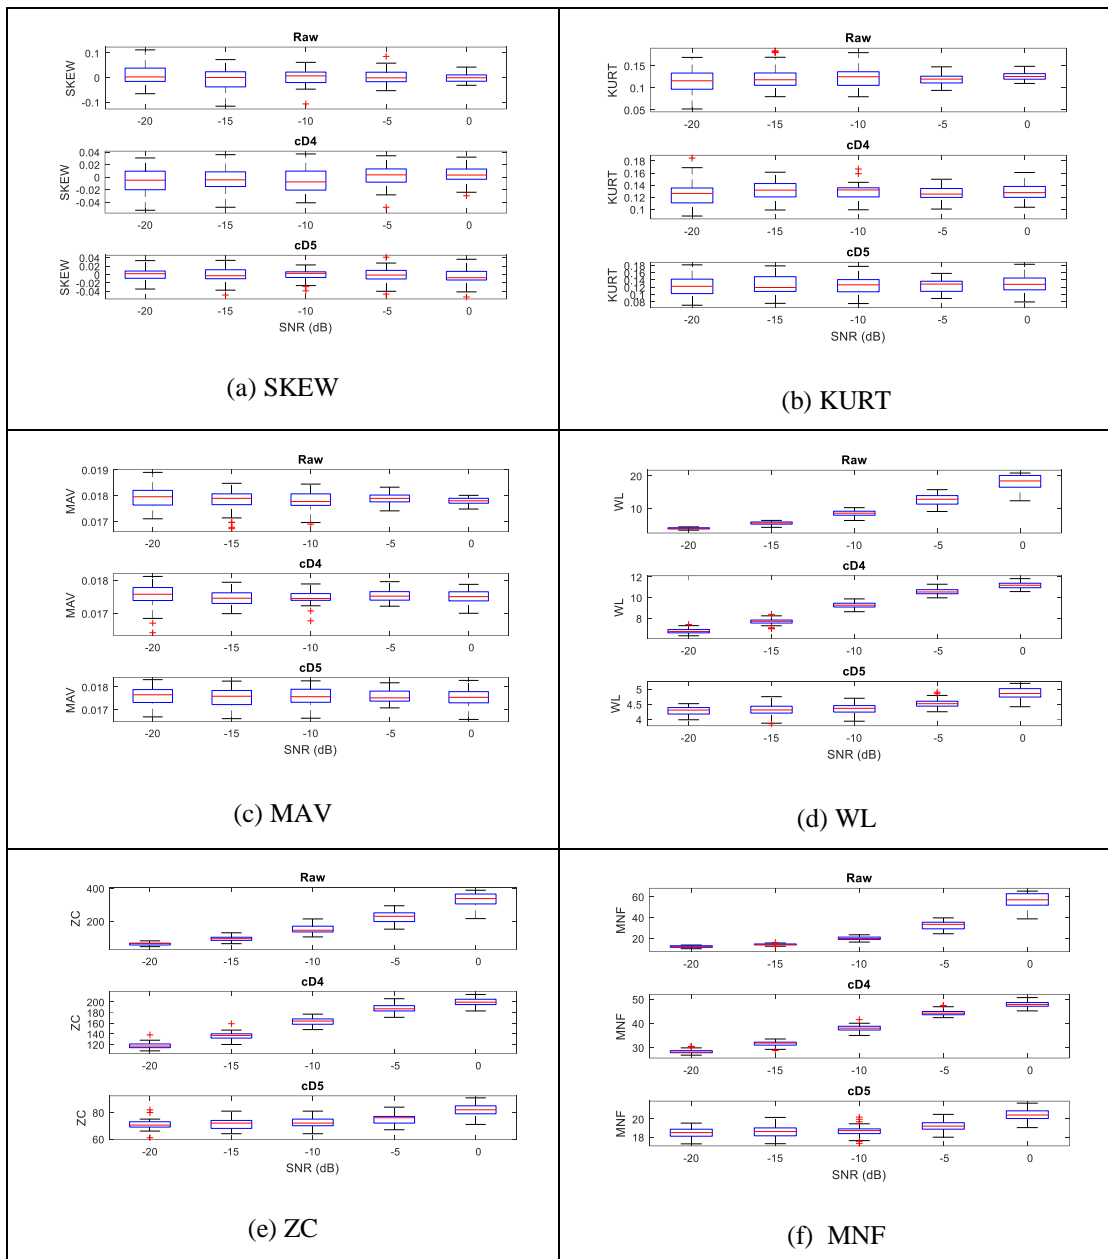 Raw
SKEW
0.1
0
-0.1
-20 -15 -10 -5 0
cD4
SKEW
0.04
0.02
0
-0.02
-0.04
-20 -15 -10 -5 0
cD5
SKEW
0.04
0.02
0
-0.02
-0.04
-20 -15 -10 -5 0
SNR (dB)
(a) SKEW
Raw
KURT
0.15
0.1
0.05
-20 -15 -10 -5 0
cD4
KURT
0.18
0.16
0.14
0.12
0.1
-20 -15 -10 -5 0
cD5
KURT
0.18
0.16
0.14
0.12
0.1
0.08
-20 -15 -10 -5 0
SNR (dB)
(b) KURT
Raw
MAV
0.019
0.018
0.017
-20 -15 -10 -5 0
cD4
MAV
0.018
0.017
-20 -15 -10 -5 0
cD5
MAV
0.018
0.017
-20 -15 -10 -5 0
SNR (dB)
(c) MAV
Raw
WL
20
10
-20 -15 -10 -5 0
cD4
WL
12
10
8
-20 -15 -10 -5 0
cD5
WL
5
4.5
4
-20 -15 -10 -5 0
SNR (dB)
(d) WL
Raw
ZC
400
200
-20 -15 -10 -5 0
cD4
ZC
200
180
160
140
120
-20 -15 -10 -5 0
cD5
ZC
80
60
-20 -15 -10 -5 0
SNR (dB)
(e) ZC
Raw
MNF
60
40
20
-20 -15 -10 -5 0
cD4
MNF
50
40
30
-20 -15 -10 -5 0
cD5
MNF
20
18
-20 -15 -10 -5 0
SNR (dB)
(f) MNF